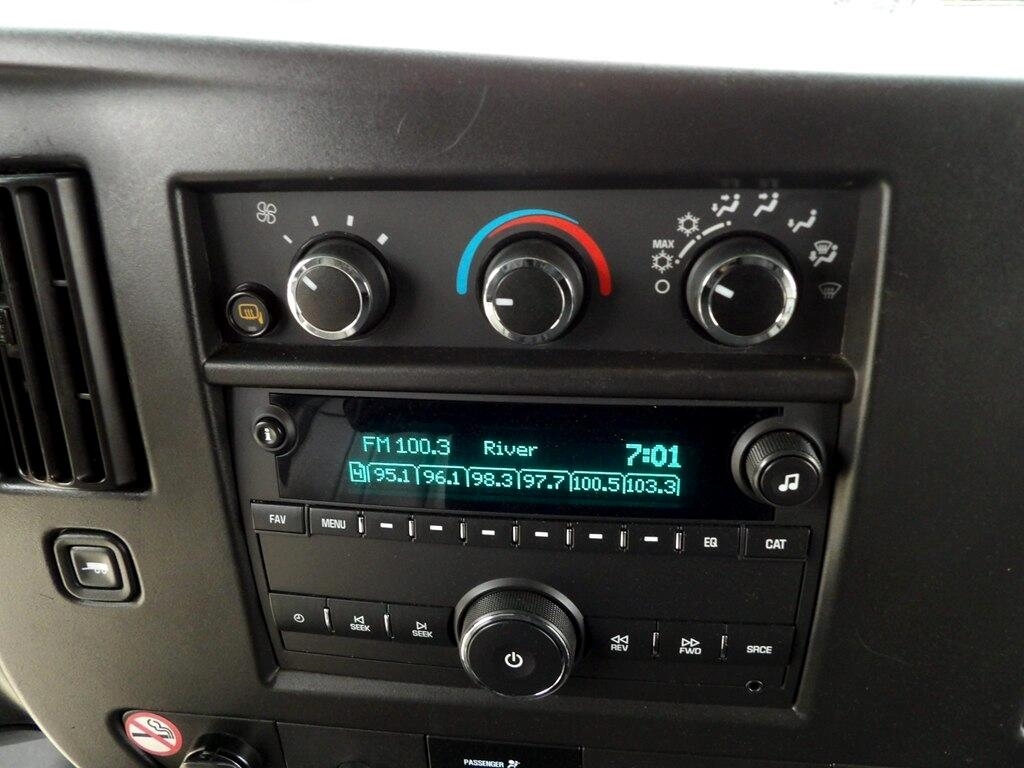 MAX
FM 100.3 River 7:01
4 95.1 96.1 98.3 97.7 100.5 103.3
i
FAV MENU EQ CAT
SEEK SEEK REV FWD SRCE
PASSENGER